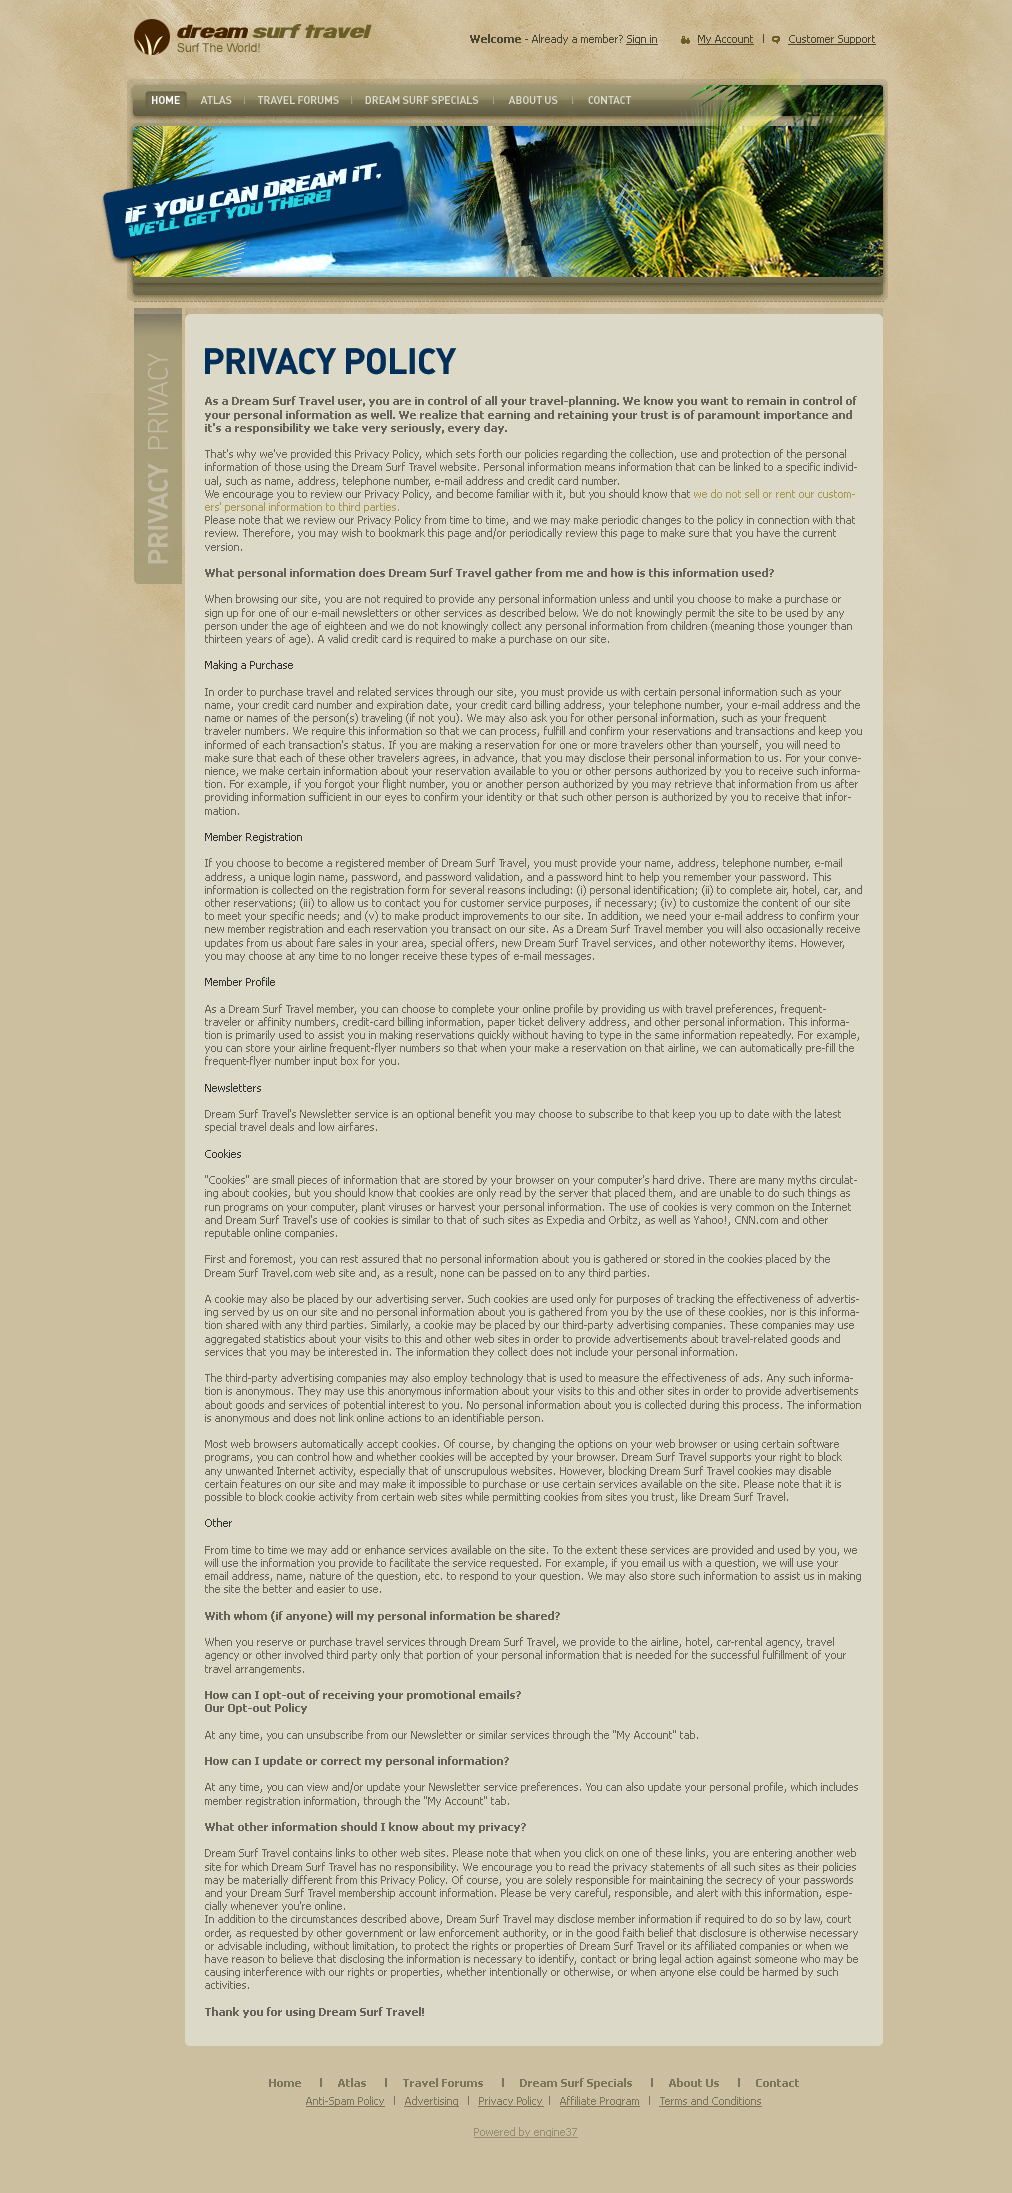 dream surf travel
Surf The World!
Welcome - Already a member? Sign in
My Account | Customer Support
HOME
ATLAS | TRAVEL FORUMS | DREAM SURF SPECIALS | ABOUT US | CONTACT
IF YOU CAN DREAM IT.
WE'LL GET YOU THERE!
PRIVACY PRIVACY
PRIVACY POLICY
As a Dream Surf Travel user, you are in control of all your travel-planning. We know you want to remain in control of
your personal information as well. We realize that earning and retaining your trust is of paramount importance and
it's a responsibility we take very seriously, every day.
That's why we've provided this Privacy Policy, which sets forth our policies regarding the collection, use and protection of the personal
information of those using the Dream Surf Travel website. Personal information means information that can be linked to a specific individ-
ual, such as name, address, telephone number, e-mail address and credit card number.
We encourage you to review our Privacy Policy, and become familiar with it, but you should know that we do not sell or rent our custom-
ers' personal information to third parties.
Please note that we review our Privacy Policy from time to time, and we may make periodic changes to the policy in connection with that
review. Therefore, you may wish to bookmark this page and/or periodically review this page to make sure that you have the current
version.
What personal information does Dream Surf Travel gather from me and how is this information used?
When browsing our site, you are not required to provide any personal information unless and until you choose to make a purchase or
sign up for one of our e-mail newsletters or other services as described below. We do not knowingly permit the site to be used by any
person under the age of eighteen and we do not knowingly collect any personal information from children (meaning those younger than
thirteen years of age). A valid credit card is required to make a purchase on our site.
Making a Purchase
In order to purchase travel and related services through our site, you must provide us with certain personal information such as your
name, your credit card number and expiration date, your credit card billing address, your telephone number, your e-mail address and the
name or names of the person(s) traveling (if not you). We may also ask you for other personal information, such as your frequent
traveler numbers. We require this information so that we can process, fulfill and confirm your reservations and transactions and keep you
informed of each transaction's status. If you are making a reservation for one or more travelers other than yourself, you will need to
make sure that each of these other travelers agrees, in advance, that you may disclose their personal information to us. For your conve-
nience, we make certain information about your reservation available to you or other persons authorized by you to receive such informa-
tion. For example, if you forgot your flight number, you or another person authorized by you may retrieve that information from us after
providing information sufficient in our eyes to confirm your identity or that such other person is authorized by you to receive that infor-
mation.
Member Registration
If you choose to become a registered member of Dream Surf Travel, you must provide your name, address, telephone number, e-mail
address, a unique login name, password, and password validation, and a password hint to help you remember your password. This
information is collected on the registration form for several reasons including: (i) personal identification; (ii) to complete air, hotel, car, and
other reservations; (iii) to allow us to contact you for customer service purposes, if necessary; (iv) to customize the content of our site
to meet your specific needs; and (v) to make product improvements to our site. In addition, we need your e-mail address to confirm your
new member registration and each reservation you transact on our site. As a Dream Surf Travel member you will also occasionally receive
updates from us about fare sales in your area, special offers, new Dream Surf Travel services, and other noteworthy items. However,
you may choose at any time to no longer receive these types of e-mail messages.
Member Profile
As a Dream Surf Travel member, you can choose to complete your online profile by providing us with travel preferences, frequent-
traveler or affinity numbers, credit-card billing information, paper ticket delivery address, and other personal information. This informa-
tion is primarily used to assist you in making reservations quickly without having to type in the same information repeatedly. For example,
you can store your airline frequent-flyer numbers so that when your make a reservation on that airline, we can automatically pre-fill the
frequent-flyer number input box for you.
Newsletters
Dream Surf Travel's Newsletter service is an optional benefit you may choose to subscribe to that keep you up to date with the latest
special travel deals and low airfares.
Cookies
"Cookies" are small pieces of information that are stored by your browser on your computer's hard drive. There are many myths circulat-
ing about cookies, but you should know that cookies are only read by the server that placed them, and are unable to do such things as
run programs on your computer, plant viruses or harvest your personal information. The use of cookies is very common on the Internet
and Dream Surf Travel's use of cookies is similar to that of such sites as Expedia and Orbitz, as well as Yahoo!, CNN.com and other
reputable online companies.
First and foremost, you can rest assured that no personal information about you is gathered or stored in the cookies placed by the
Dream Surf Travel.com web site and, as a result, none can be passed on to any third parties.
A cookie may also be placed by our advertising server. Such cookies are used only for purposes of tracking the effectiveness of advertis-
ing served by us on our site and no personal information about you is gathered from you by the use of these cookies, nor is this informa-
tion shared with any third parties. Similarly, a cookie may be placed by our third-party advertising companies. These companies may use
aggregated statistics about your visits to this and other web sites in order to provide advertisements about travel-related goods and
services that you may be interested in. The information they collect does not include your personal information.
The third-party advertising companies may also employ technology that is used to measure the effectiveness of ads. Any such informa-
tion is anonymous. They may use this anonymous information about your visits to this and other sites in order to provide advertisements
about goods and services of potential interest to you. No personal information about you is collected during this process. The information
is anonymous and does not link online actions to an identifiable person.
Most web browsers automatically accept cookies. Of course, by changing the options on your web browser or using certain software
programs, you can control how and whether cookies will be accepted by your browser. Dream Surf Travel supports your right to block
any unwanted Internet activity, especially that of unscrupulous websites. However, blocking Dream Surf Travel cookies may disable
certain features on our site and may make it impossible to purchase or use certain services available on the site. Please note that it is
possible to block cookie activity from certain web sites while permitting cookies from sites you trust, like Dream Surf Travel.
Other
From time to time we may add or enhance services available on the site. To the extent these services are provided and used by you, we
will use the information you provide to facilitate the service requested. For example, if you email us with a question, we will use your
email address, name, nature of the question, etc. to respond to your question. We may also store such information to assist us in making
the site the better and easier to use.
With whom (if anyone) will my personal information be shared?
When you reserve or purchase travel services through Dream Surf Travel, we provide to the airline, hotel, car-rental agency, travel
agency or other involved third party only that portion of your personal information that is needed for the successful fulfillment of your
travel arrangements.
How can I opt-out of receiving your promotional emails?
Our Opt-out Policy
At any time, you can unsubscribe from our Newsletter or similar services through the "My Account" tab.
How can I update or correct my personal information?
At any time, you can view and/or update your Newsletter service preferences. You can also update your personal profile, which includes
member registration information, through the "My Account" tab.
What other information should I know about my privacy?
Dream Surf Travel contains links to other web sites. Please note that when you click on one of these links, you are entering another web
site for which Dream Surf Travel has no responsibility. We encourage you to read the privacy statements of all such sites as their policies
may be materially different from this Privacy Policy. Of course, you are solely responsible for maintaining the secrecy of your passwords
and your Dream Surf Travel membership account information. Please be very careful, responsible, and alert with this information, espe-
cially whenever you're online.
In addition to the circumstances described above, Dream Surf Travel may disclose member information if required to do so by law, court
order, as requested by other government or law enforcement authority, or in the good faith belief that disclosure is otherwise necessary
or advisable including, without limitation, to protect the rights or properties of Dream Surf Travel or its affiliated companies or when we
have reason to believe that disclosing the information is necessary to identify, contact or bring legal action against someone who may be
causing interference with our rights or properties, whether intentionally or otherwise, or when anyone else could be harmed by such
activities.
Thank you for using Dream Surf Travel!
Home | Atlas | Travel Forums | Dream Surf Specials | About Us | Contact
Anti-Spam Policy | Advertising | Privacy Policy | Affiliate Program | Terms and Conditions
Powered by engine37